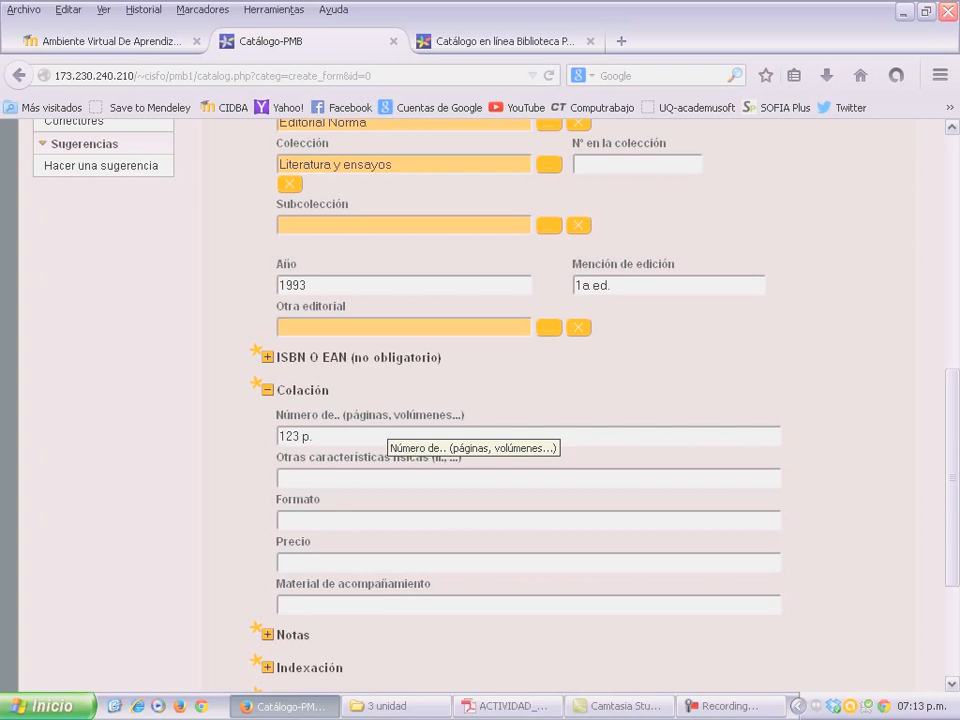 Archivo Editar Ver Historial Marcadores Herramientas Ayuda
Ambiente Virtual De Aprendiz... Catálogo-PMB Catálogo en línea Biblioteca P...
173.230.240.210/~cisfo/pmb1/catalog.php?categ=create_form&id=0 Google
Más visitados Save to Mendeley CIDBA Yahoo! Facebook Cuentas de Google YouTube CT Computrabajo UQ-academusoft SOFIA Plus Twitter
Conectores
Sugerencias
Hacer una sugerencia
Editorial Norma
Colección Nº en la colección
Literatura y ensayos
Subcolección
Año Mención de edición
1993 1a ed.
Otra editorial
ISBN O EAN (no obligatorio)
Colación
Número de.. (páginas, volúmenes...)
123 p.
Número de.. (páginas, volúmenes...)
Otras características físicas (il., ...)
Formato
Precio
Material de acompañamiento
Notas
Indexación
Inicio Catálogo-PM... 3 unidad ACTIVIDAD_... Camtasia Stu... Recording... 07:13 p.m.